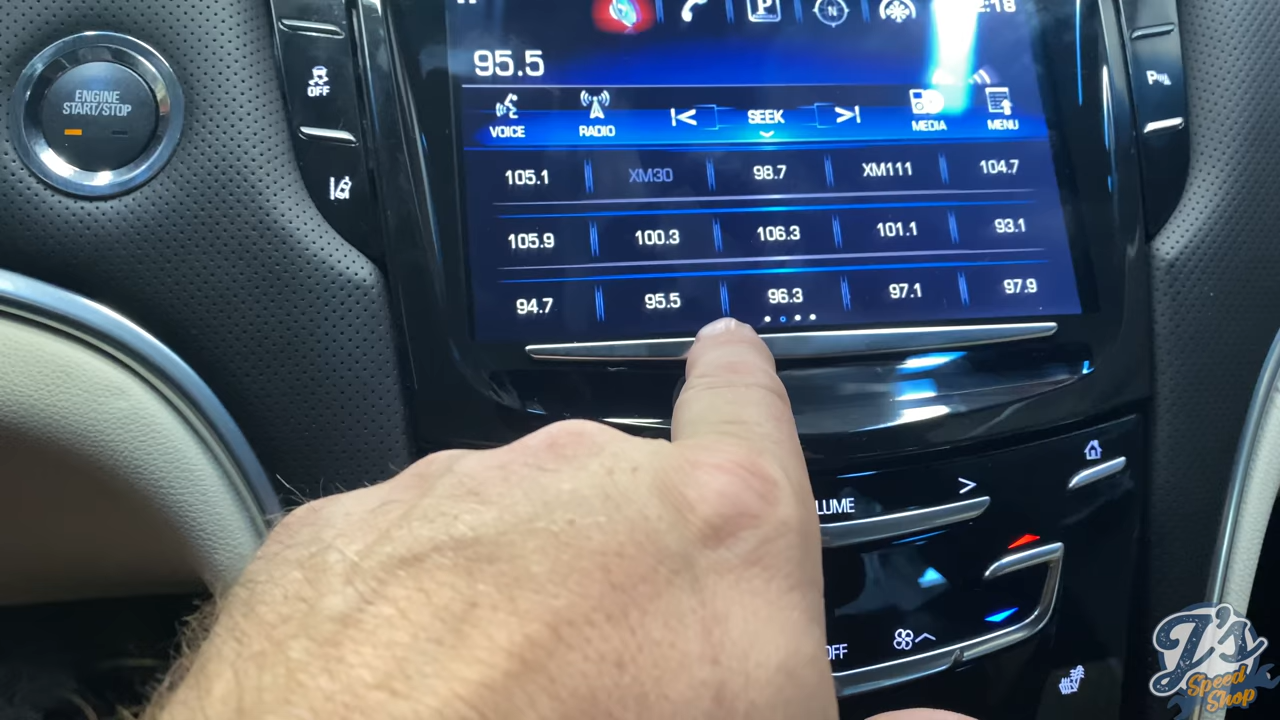 P
N
95.5
ENGINE
START/STOP
OFF
VOICE
RADIO
SEEK
MEDIA
MENU
105.1
XM30
98.7
XM111
104.7
105.9
100.3
106.3
101.1
93.1
94.7
95.5
96.3
97.1
97.9
J's
Speed
Shop